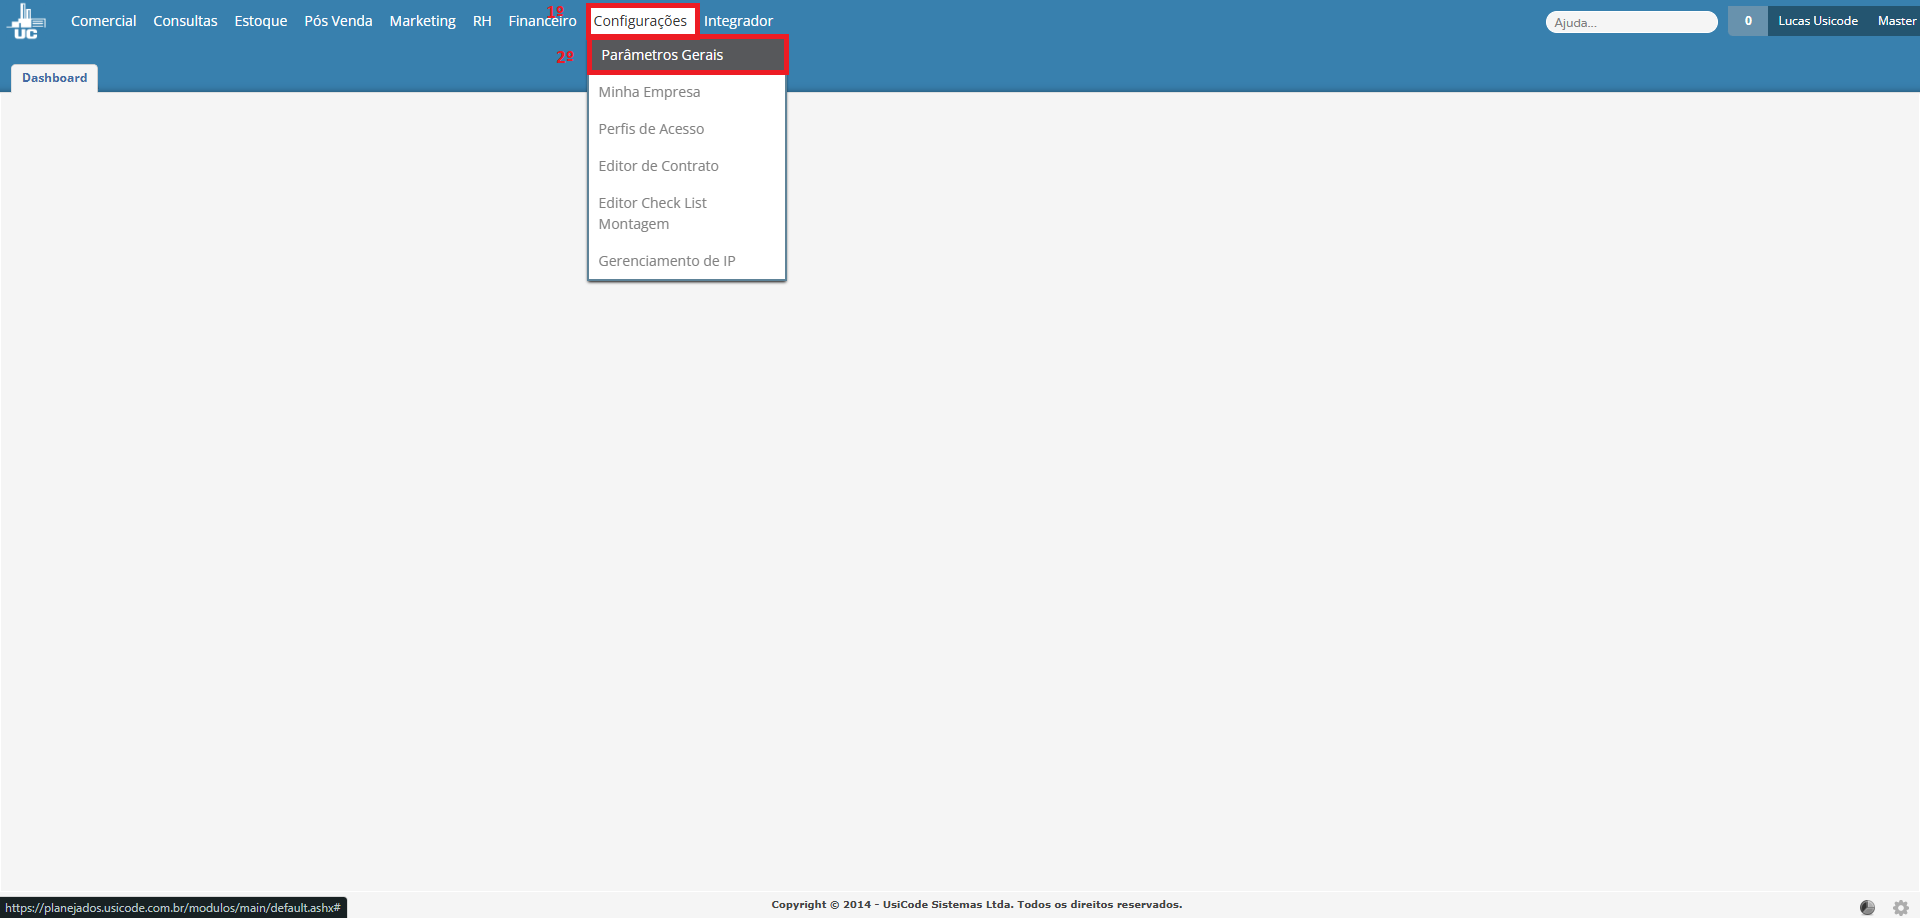 UC
Comercial Consultas Estoque Pós Venda Marketing RH Financeiro 1º Configurações Integrador
Ajuda...
0 Lucas Usicode Master
2º Parâmetros Gerais
Dashboard
Minha Empresa
Perfis de Acesso
Editor de Contrato
Editor Check List
Montagem
Gerenciamento de IP
https://planejados.usicode.com.br/modulos/main/default.ashx#
Copyright © 2014 - UsiCode Sistemas Ltda. Todos os direitos reservados.